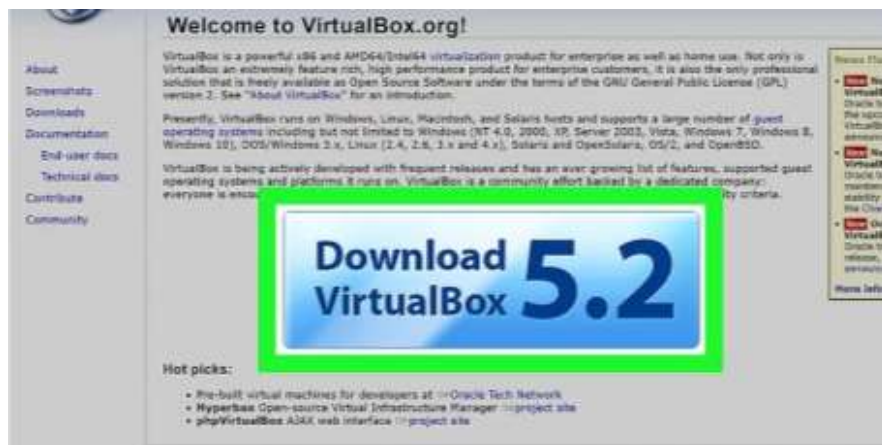 Welcome to VirtualBox.org!
VirtualBox is a powerful x86 and AMD64/Intel64 virtualization product for enterprise as well as home use. Not only is
VirtualBox an extremely feature rich, high performance product for enterprise customers, it is also the only professional
solution that is freely available as Open Source Software under the terms of the GNU General Public License (GPL)
version 2. See "About VirtualBox" for an introduction.
Presently, VirtualBox runs on Windows, Linux, Macintosh, and Solaris hosts and supports a large number of guest
operating systems including but not limited to Windows (NT 4.0, 2000, XP, Server 2003, Vista, Windows 7, Windows 8,
Windows 10), DOS/Windows 3.x, Linux (2.4, 2.6, 3.x and 4.x), Solaris and OpenSolaris, OS/2, and OpenBSD.
VirtualBox is being actively developed with frequent releases and has an ever growing list of features, supported guest
operating systems and platforms it runs on. VirtualBox is a community effort backed by a dedicated company:
everyone is encou ty criteria.
About
Screenshots
Downloads
Documentation
End-user docs
Technical docs
Contribute
Community
Download
VirtualBox 5.2
Hot picks:
• Pre-built virtual machines for developers at Oracle Tech Network
• Hyperbox Open-source Virtual Infrastructure Manager project site
• phpVirtualBox AJAX web interface project site